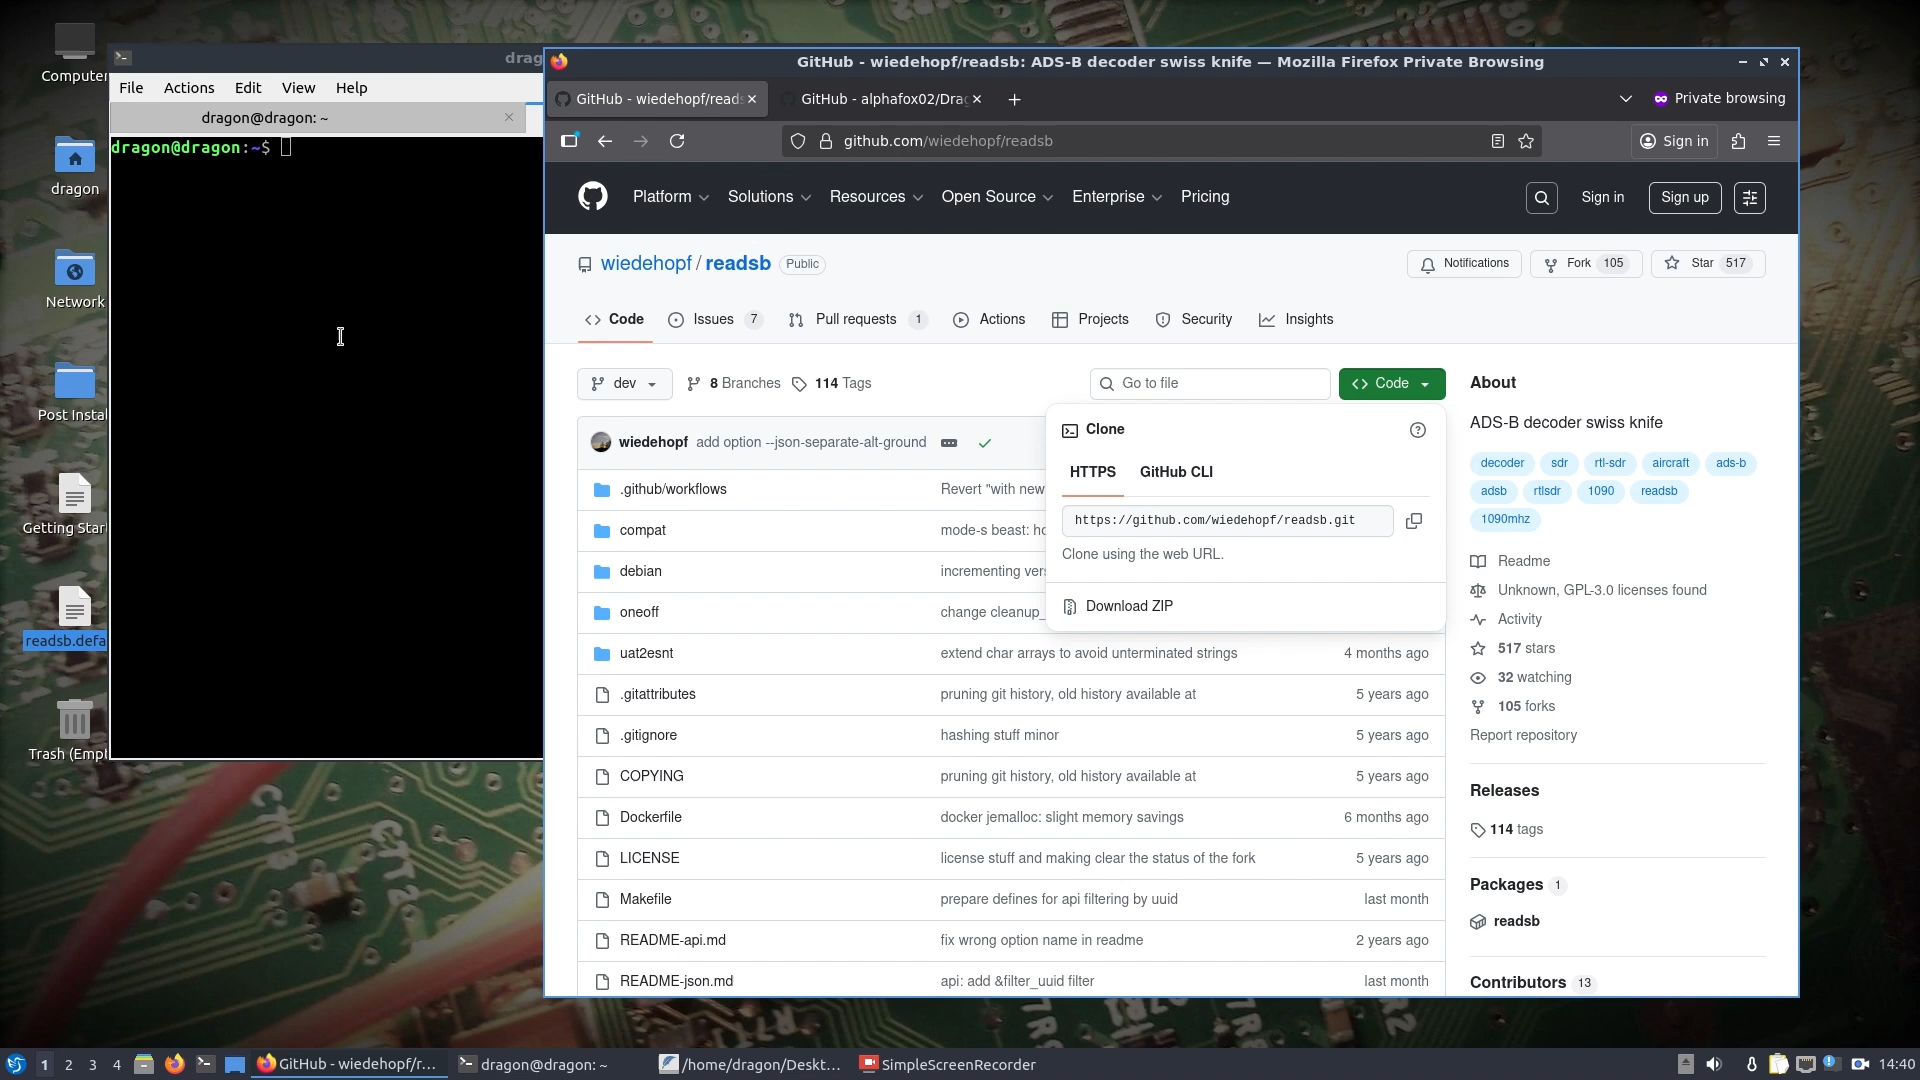 Computer
dragon
Network
Post Instal
Getting Star
readsb.defa
Trash (Empt
File Actions Edit View Help
dragon@dragon: ~
dragon@dragon:~$
GitHub - wiedehopf/readsb: ADS-B decoder swiss knife — Mozilla Firefox Private Browsing
GitHub - wiedehopf/reads
GitHub - alphafox02/Drag
Private browsing
github.com/wiedehopf/readsb
Sign in
Platform Solutions Resources Open Source Enterprise Pricing
Sign in
Sign up
wiedehopf / readsb Public
Notifications
Fork 105
Star 517
Code Issues 7 Pull requests 1 Actions Projects Security Insights
dev 8 Branches 114 Tags
Go to file
Code
wiedehopf add option --json-separate-alt-ground
.github/workflows Revert "with new
compat mode-s beast: ho
debian incrementing vers
oneoff change cleanup_
uat2esnt extend char arrays to avoid unterminated strings 4 months ago
.gitattributes pruning git history, old history available at 5 years ago
.gitignore hashing stuff minor 5 years ago
COPYING pruning git history, old history available at 5 years ago
Dockerfile docker jemalloc: slight memory savings 6 months ago
LICENSE license stuff and making clear the status of the fork 5 years ago
Makefile prepare defines for api filtering by uuid last month
README-api.md fix wrong option name in readme 2 years ago
README-json.md api: add &filter_uuid filter last month
Clone
HTTPS GitHub CLI
https://github.com/wiedehopf/readsb.git
Clone using the web URL.
Download ZIP
About
ADS-B decoder swiss knife
decoder sdr rtl-sdr aircraft ads-b
adsb rtlsdr 1090 readsb
1090mhz
Readme
Unknown, GPL-3.0 licenses found
Activity
517 stars
32 watching
105 forks
Report repository
Releases
114 tags
Packages 1
readsb
Contributors 13
1 2 3 4
GitHub - wiedehopf/r...
dragon@dragon: ~
/home/dragon/Deskt...
SimpleScreenRecorder
14:40